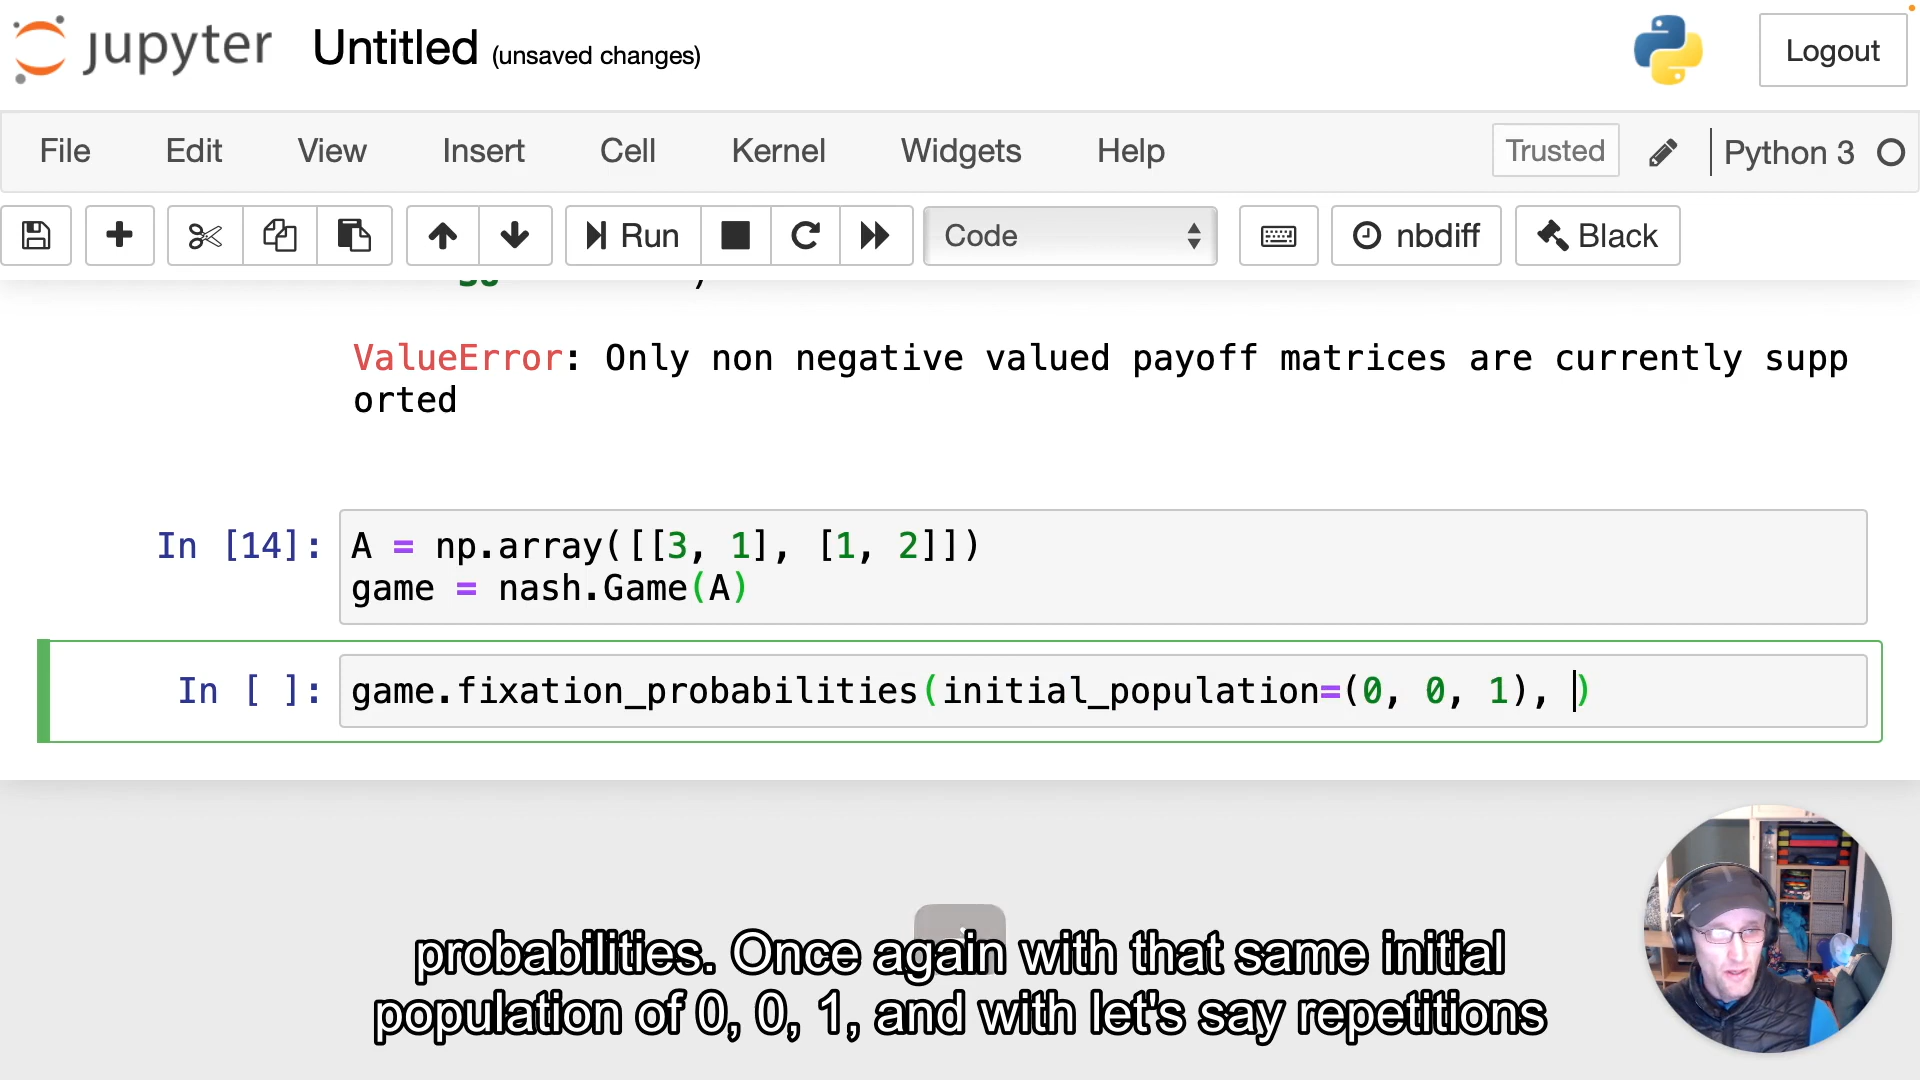 jupyter Untitled (unsaved changes) Logout
File Edit View Insert Cell Kernel Widgets Help Trusted Python 3
Run Code nbdiff Black
ValueError: Only non negative valued payoff matrices are currently supp
orted
In [14]: A = np.array([[3, 1], [1, 2]])
game = nash.Game(A)
In [ ]: game.fixation_probabilities(initial_population=(0, 0, 1), )
probabilities. Once again with that same initial
population of 0, 0, 1, and with let's say repetitions